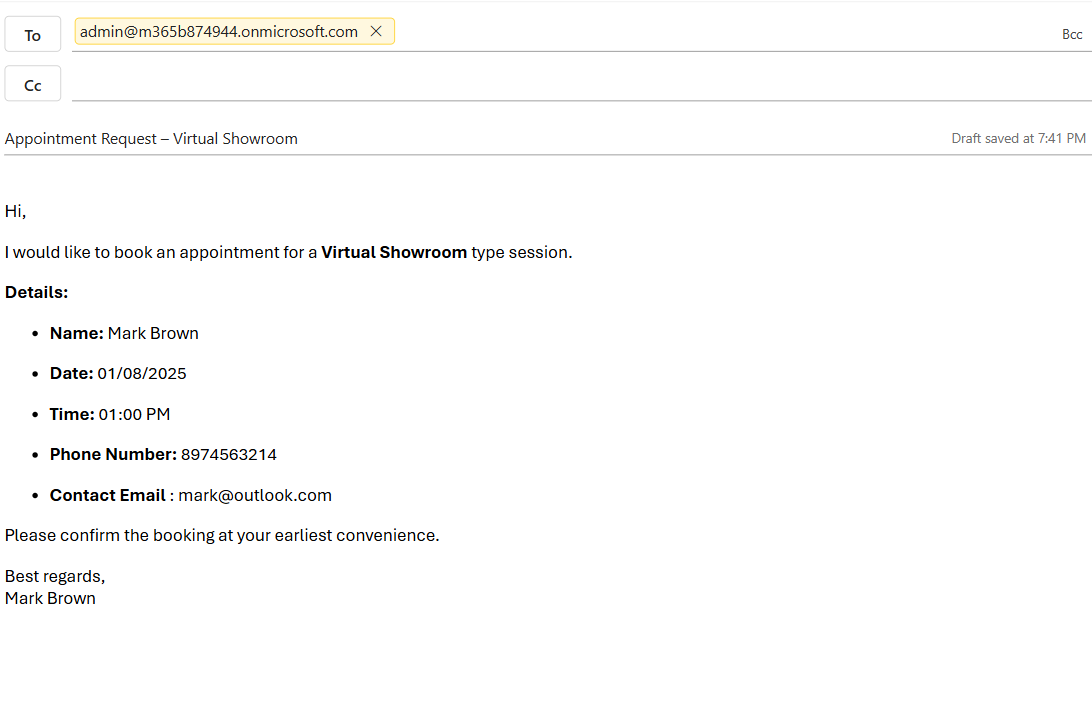 To
admin@m365b874944.onmicrosoft.com
Bcc
Cc
Appointment Request – Virtual Showroom
Draft saved at 7:41 PM
Hi,
I would like to book an appointment for a Virtual Showroom type session.
Details:
• Name: Mark Brown
• Date: 01/08/2025
• Time: 01:00 PM
• Phone Number: 8974563214
• Contact Email : mark@outlook.com
Please confirm the booking at your earliest convenience.
Best regards,
Mark Brown